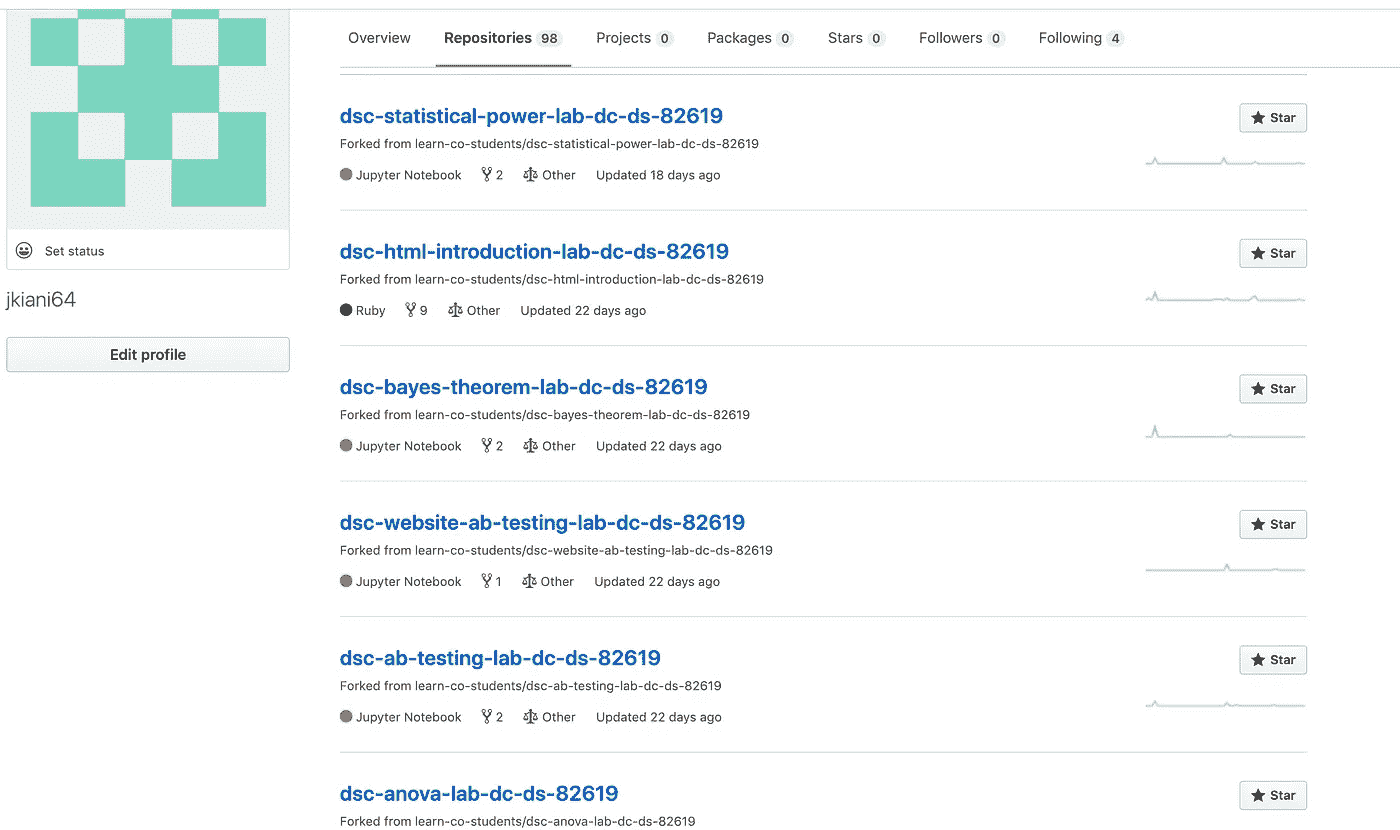 Overview Repositories 98 Projects 0 Packages 0 Stars 0 Followers 0 Following 4
Set status
jkiani64
Edit profile
dsc-statistical-power-lab-dc-ds-82619 Star
Forked from learn-co-students/dsc-statistical-power-lab-dc-ds-82619
Jupyter Notebook 2 Other Updated 18 days ago
dsc-html-introduction-lab-dc-ds-82619 Star
Forked from learn-co-students/dsc-html-introduction-lab-dc-ds-82619
Ruby 9 Other Updated 22 days ago
dsc-bayes-theorem-lab-dc-ds-82619 Star
Forked from learn-co-students/dsc-bayes-theorem-lab-dc-ds-82619
Jupyter Notebook 2 Other Updated 22 days ago
dsc-website-ab-testing-lab-dc-ds-82619 Star
Forked from learn-co-students/dsc-website-ab-testing-lab-dc-ds-82619
Jupyter Notebook 1 Other Updated 22 days ago
dsc-ab-testing-lab-dc-ds-82619 Star
Forked from learn-co-students/dsc-ab-testing-lab-dc-ds-82619
Jupyter Notebook 2 Other Updated 22 days ago
dsc-anova-lab-dc-ds-82619 Star
Forked from learn-co-students/dsc-anova-lab-dc-ds-82619